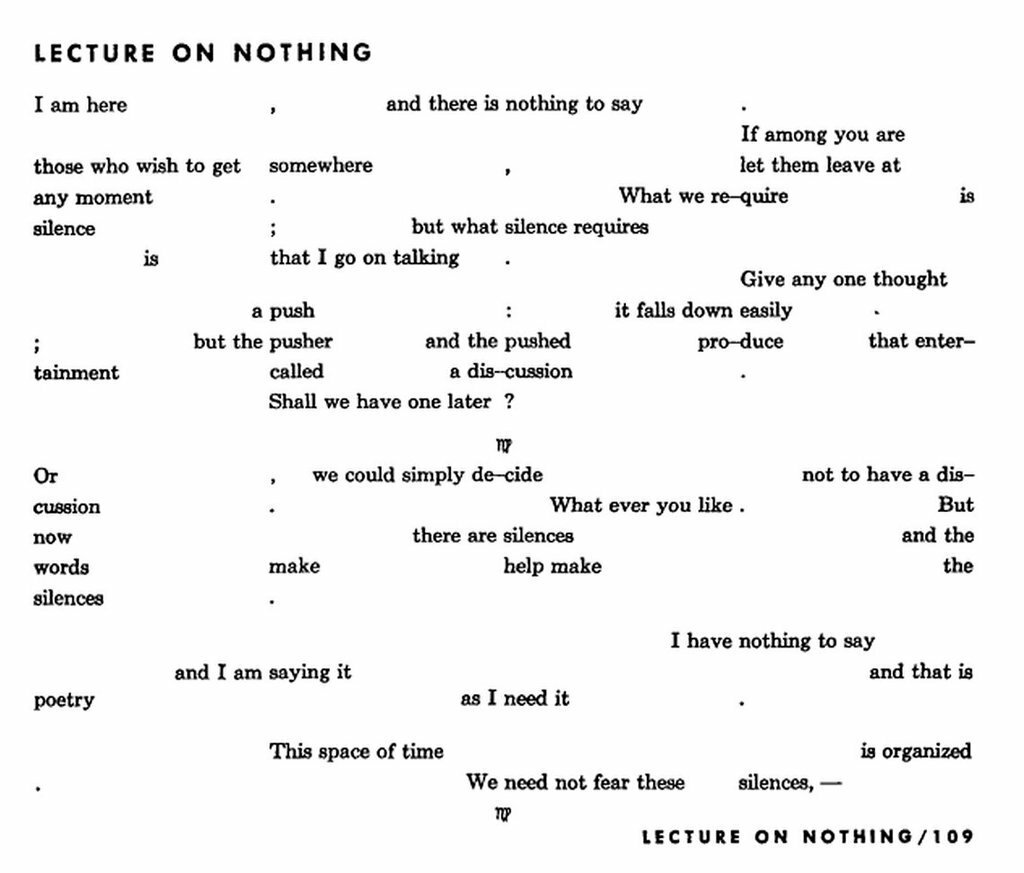 LECTURE ON NOTHING
I am here , and there is nothing to say .
If among you are
those who wish to get somewhere , let them leave at
any moment . What we re–quire is
silence ; but what silence requires
is that I go on talking .
Give any one thought
a push : it falls down easily .
; but the pusher and the pushed pro–duce that enter–
tainment called a dis–cussion .
Shall we have one later ?
Or , we could simply de–cide not to have a dis–
cussion . What ever you like . But
now there are silences and the
words make help make the
silences .
I have nothing to say
and I am saying it and that is
poetry as I need it .
This space of time is organized
. We need not fear these silences, —
LECTURE ON NOTHING/109